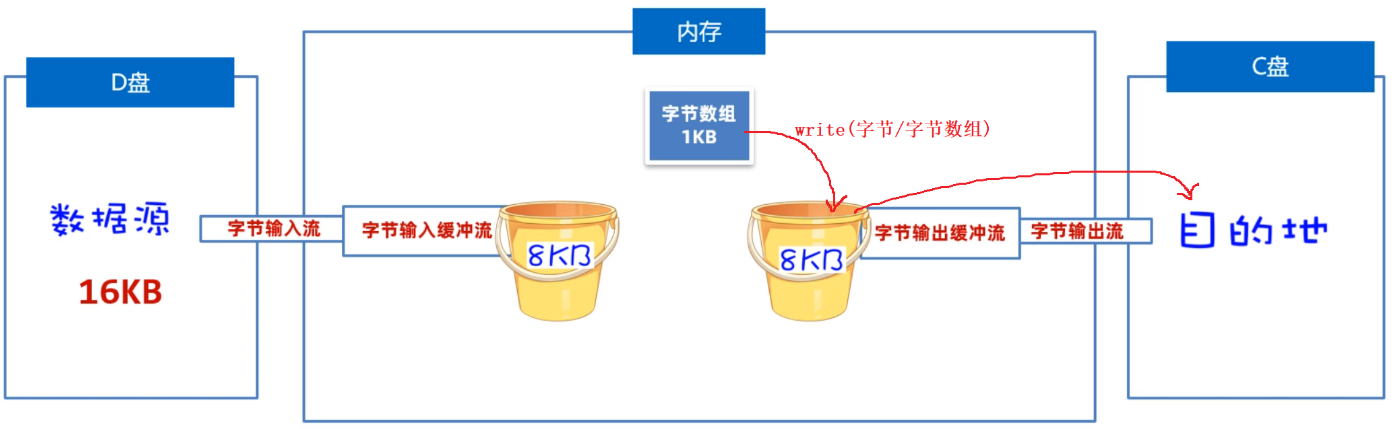 内存
D盘
C盘
字节数组
1KB
write(字节/字节数组)
数据源
字节输入流
字节输入缓冲流
8KB
8KB
字节输出缓冲流
字节输出流
目的地
16KB